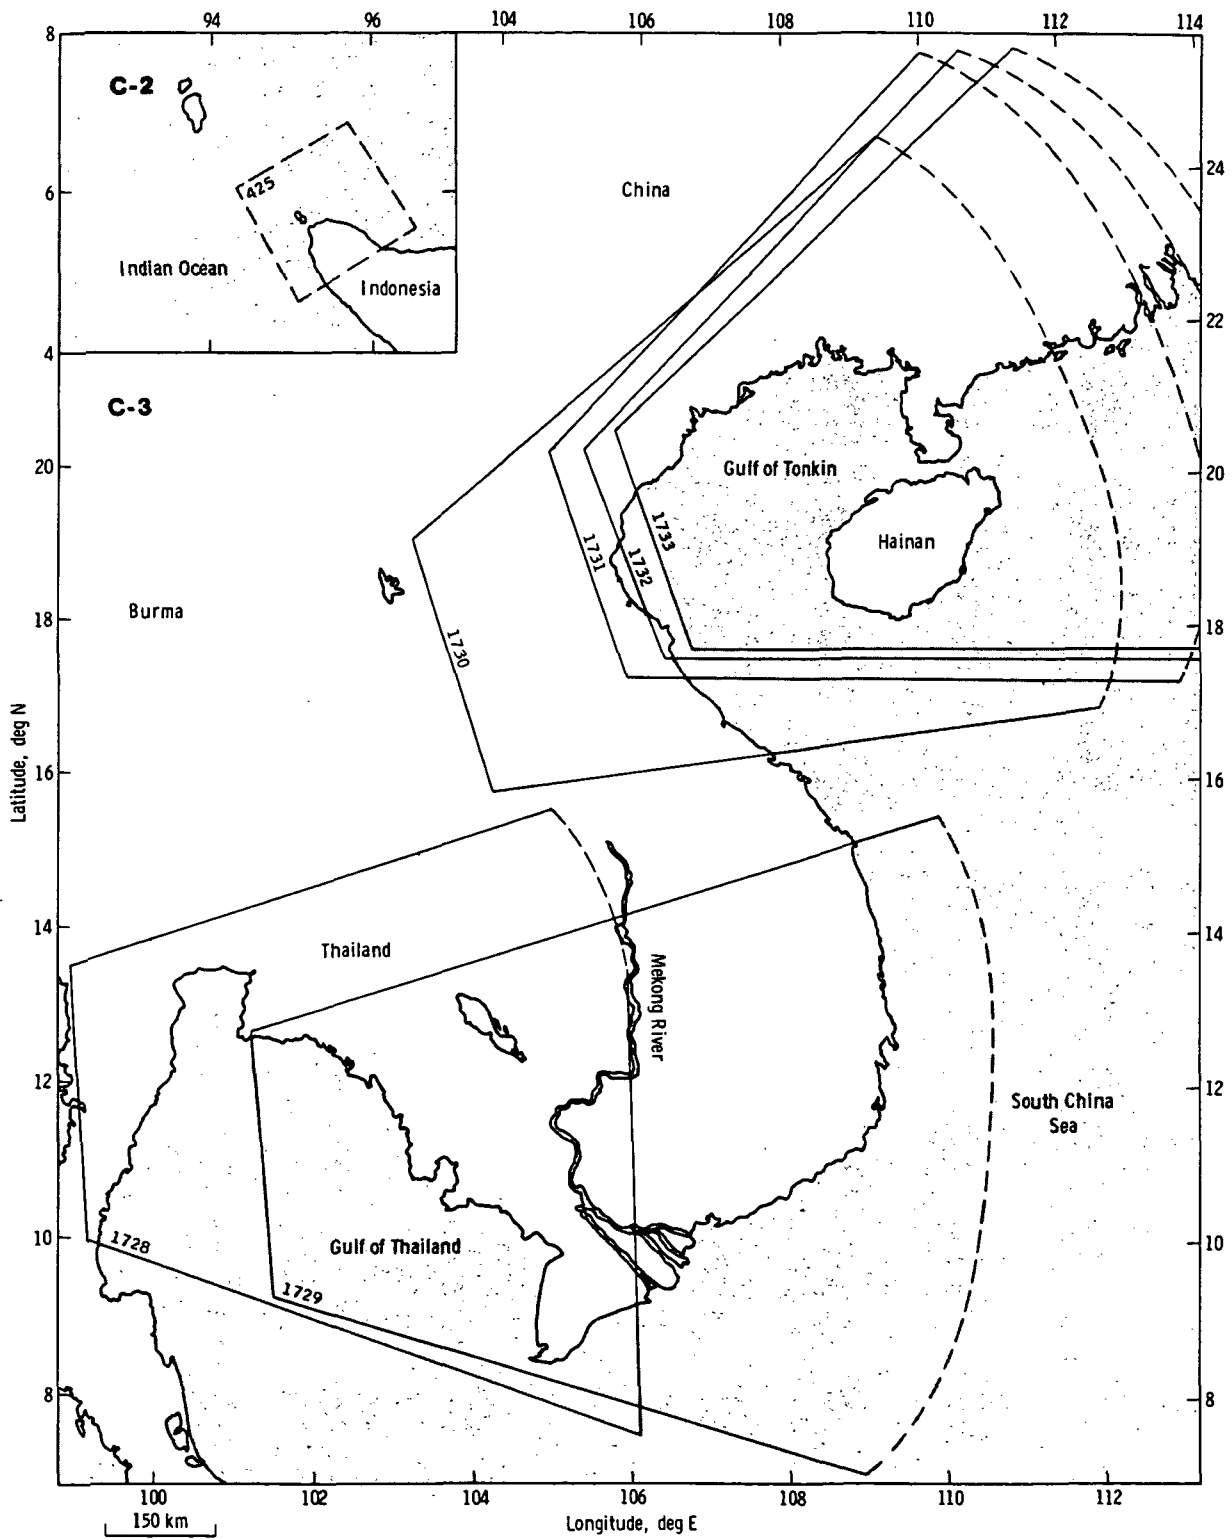 94
96
104
106
108
110
112
114
8
C-2
425
8
Indian Ocean
Indonesia
6
4
China
24
22
C-3
20
Gulf of Tonkin
20
Hainan
1733
1732
1731
1730
Burma
18
18
Latitude, deg N
16
16
14
Thailand
14
Mekong River
12
12
South China
Sea
10
1728
Gulf of Thailand
10
1729
8
8
100
102
104
106
108
110
112
150 km
Longitude, deg E